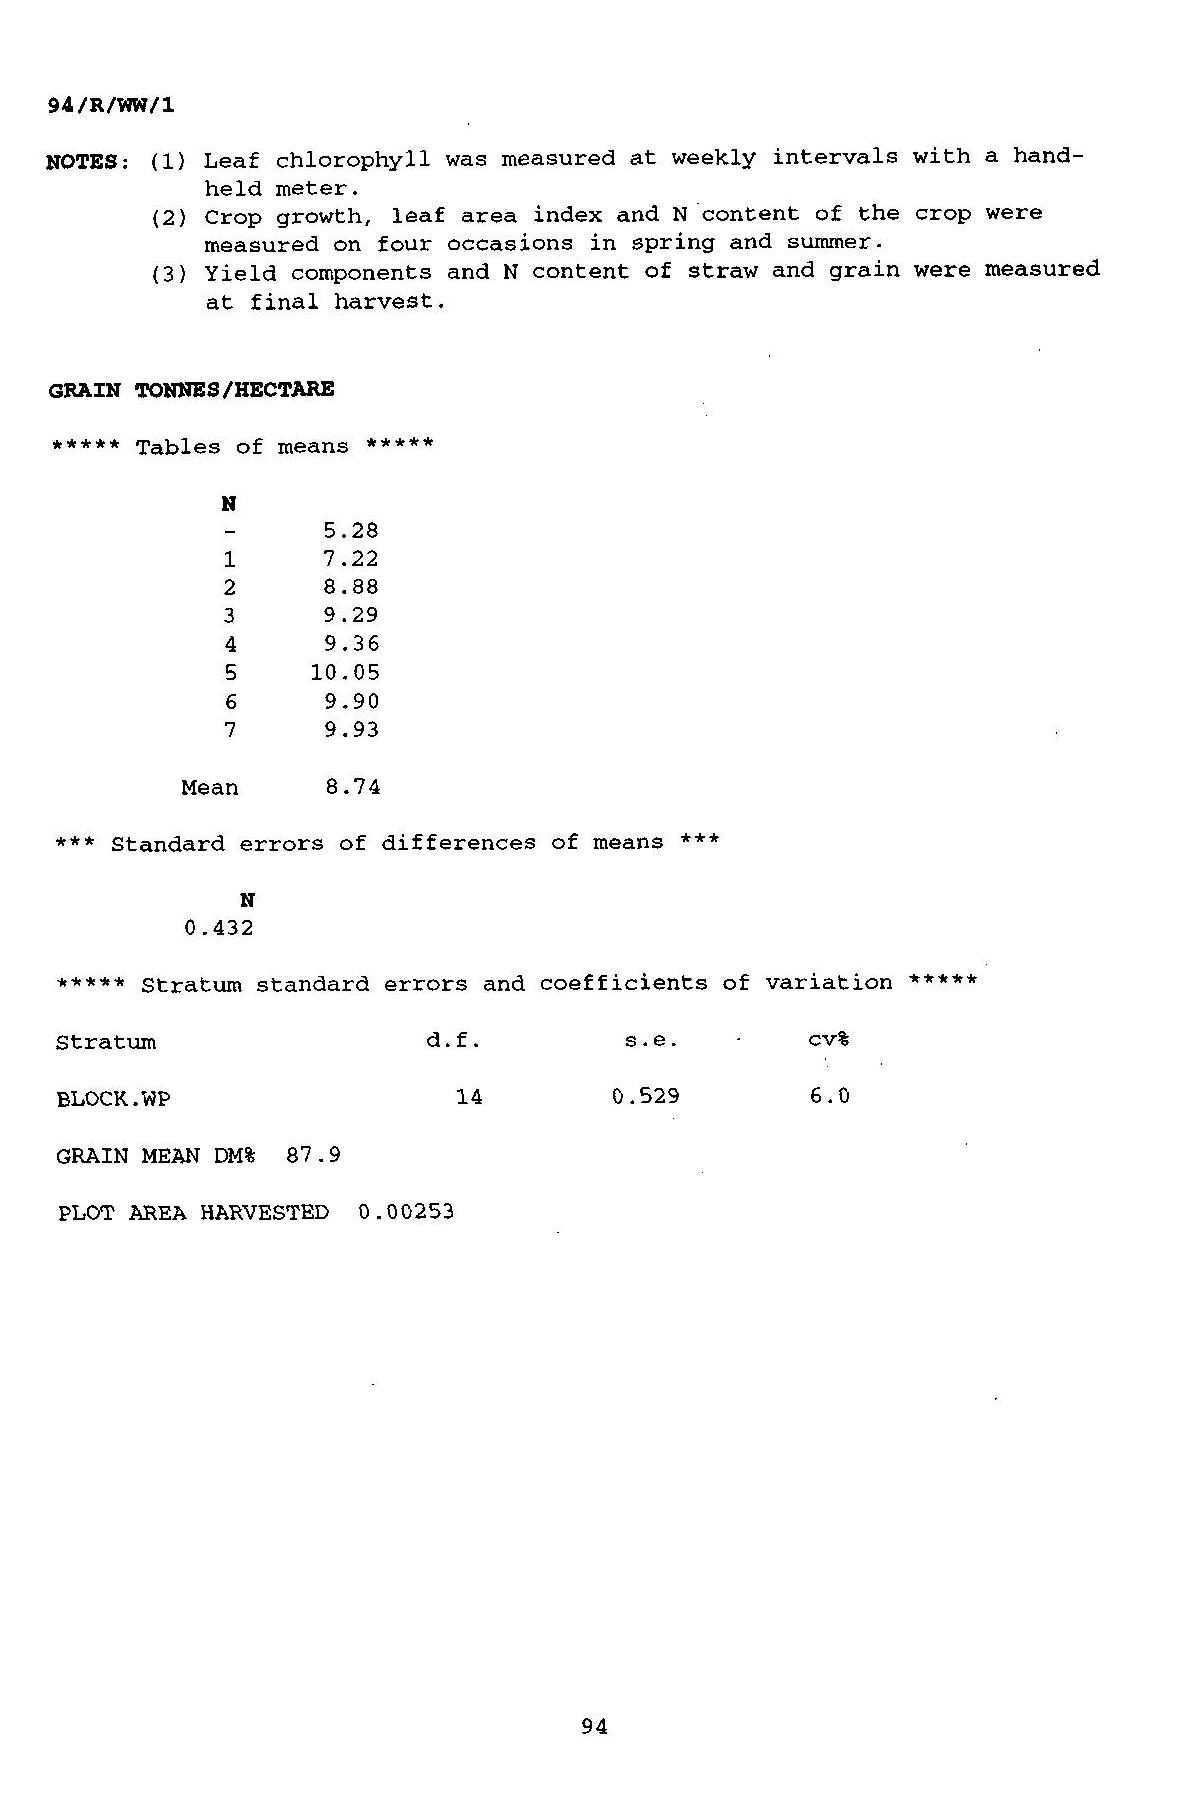 94/R/WW/1
NOTES: (1) Leaf chlorophyll was measured at weekly intervals with a hand-
held meter.
(2) Crop growth, leaf area index and N content of the crop were
measured on four occasions in spring and summer.
(3) Yield components and N content of straw and grain were measured
at final harvest.
GRAIN TONNES/HECTARE
***** Tables of means *****
N
- 5.28
1 7.22
2 8.88
3 9.29
4 9.36
5 10.05
6 9.90
7 9.93
Mean 8.74
*** Standard errors of differences of means ***
N
0.432
***** Stratum standard errors and coefficients of variation *****
Stratum d.f. s.e. cv%
BLOCK.WP 14 0.529 6.0
GRAIN MEAN DM% 87.9
PLOT AREA HARVESTED 0.00253
94